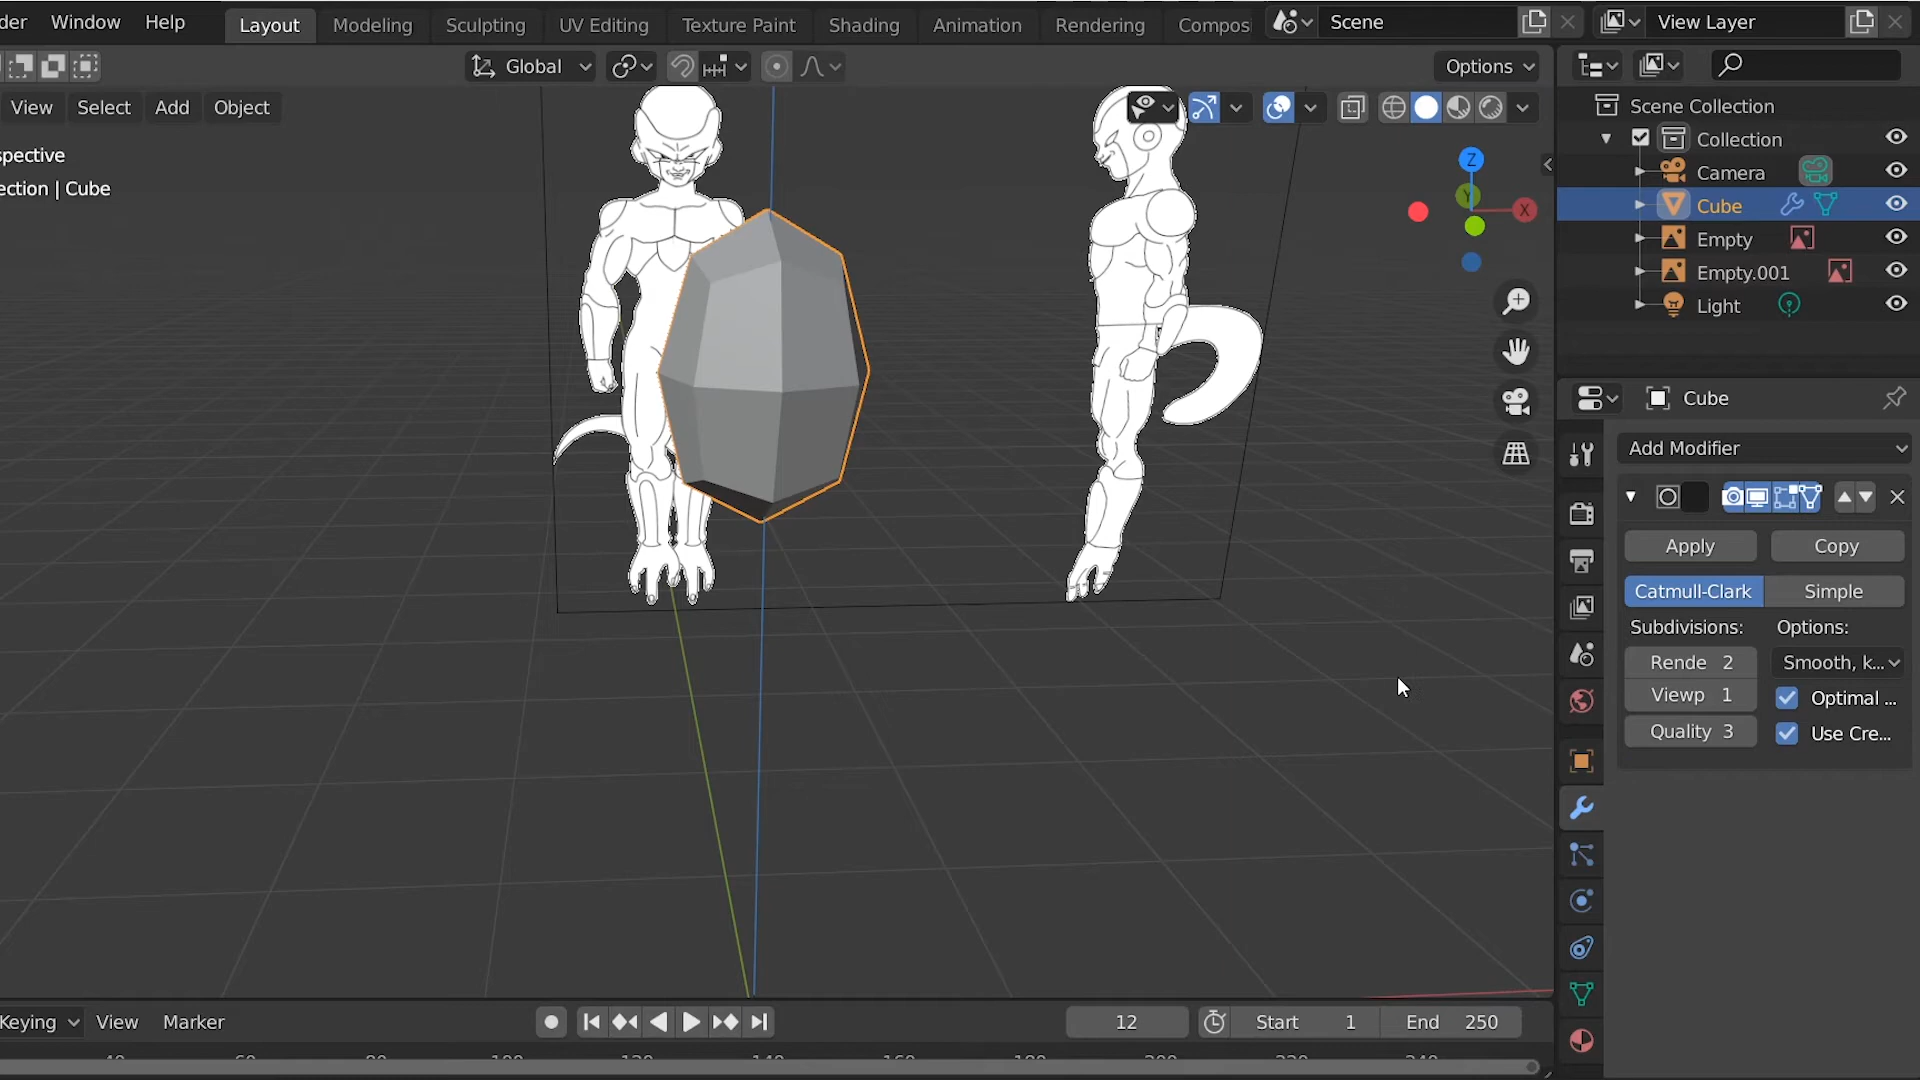 der Window Help Layout Modeling Sculpting UV Editing Texture Paint Shading Animation Rendering Compos Scene View Layer
Global Options
View Select Add Object
spective
ection | Cube
Z
Y
X
Scene Collection
Collection
Camera
Cube
Empty
Empty.001
Light
Cube
Add Modifier
Apply Copy
Catmull-Clark Simple
Subdivisions: Options:
Rende 2 Smooth, k...
Viewp 1 Optimal ...
Quality 3 Use Cre...
Keying View Marker 12 Start 1 End 250